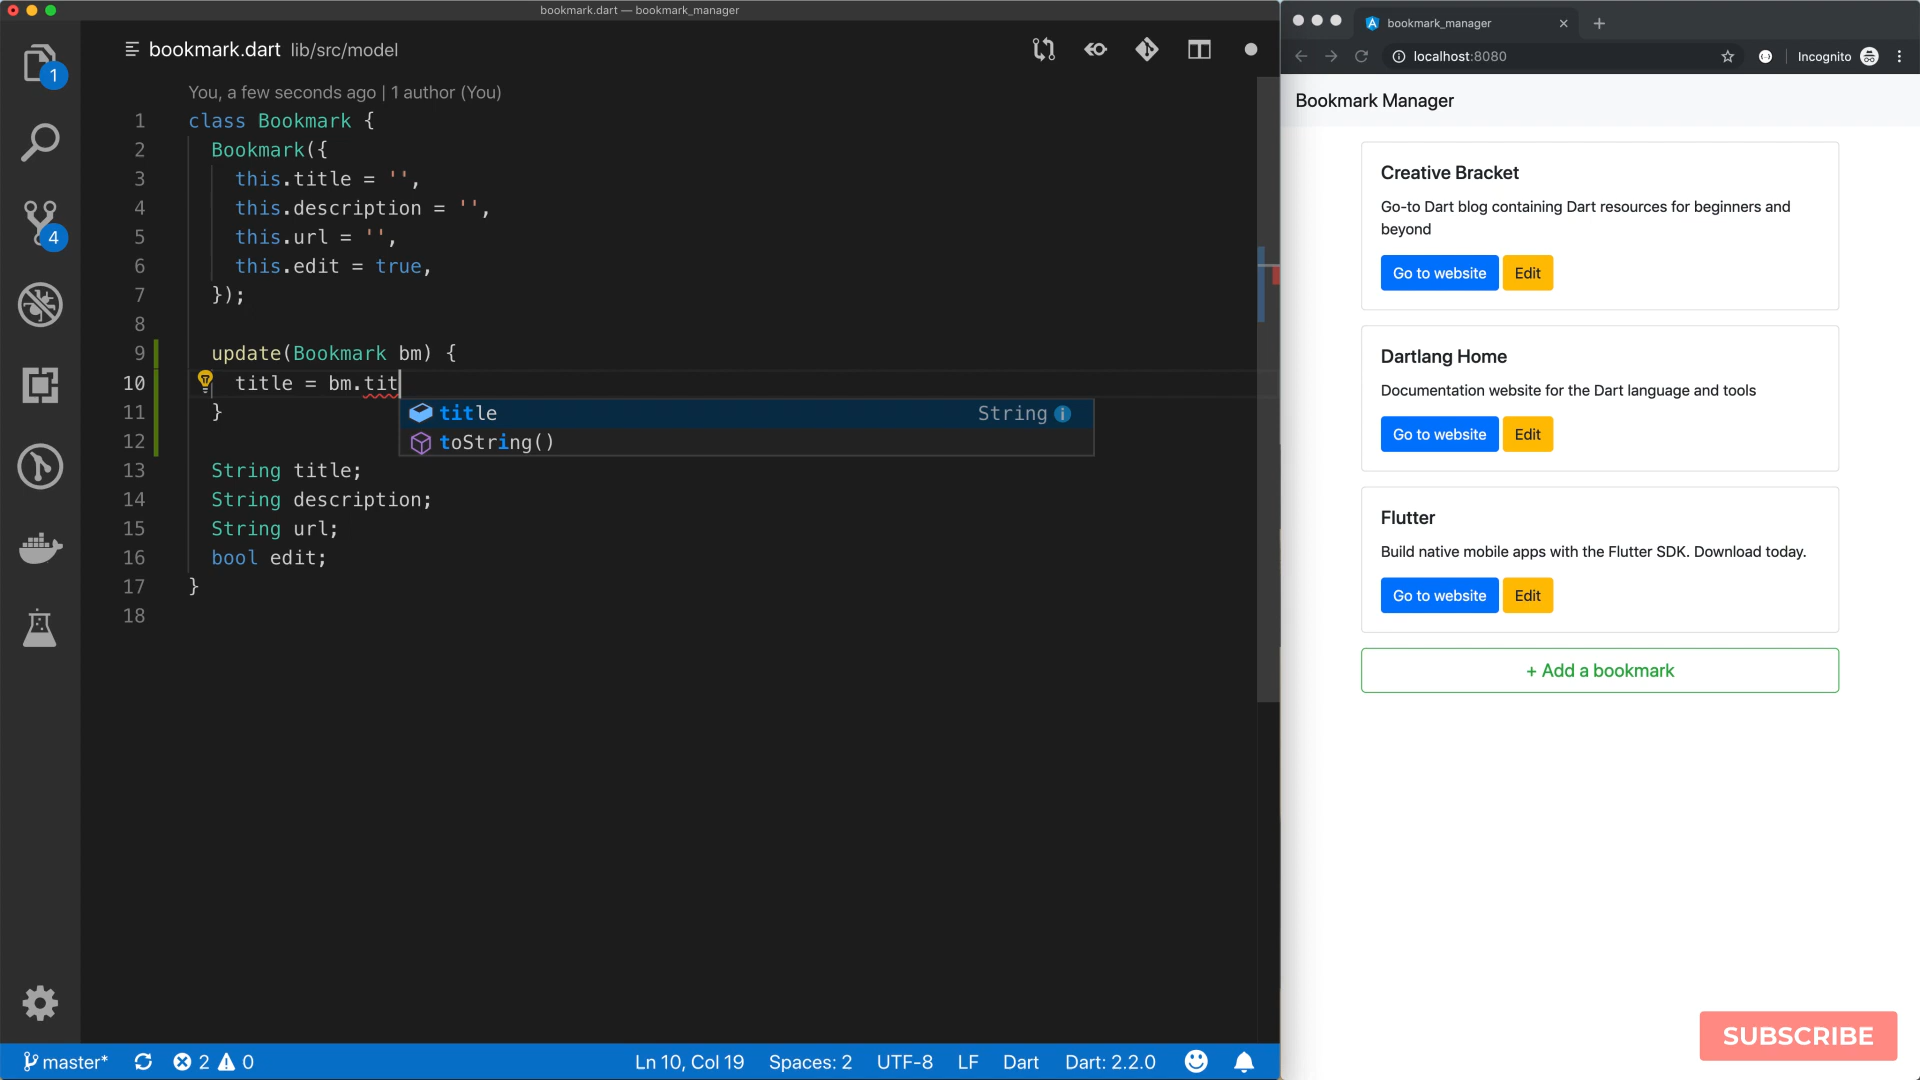 bookmark.dart — bookmark_manager
bookmark.dart lib/src/model
1
4
You, a few seconds ago | 1 author (You)
1 class Bookmark {
2 Bookmark({
3 this.title = '',
4 this.description = '',
5 this.url = '',
6 this.edit = true,
7 });
8
9 update(Bookmark bm) {
10 title = bm.tit
title String
11 }
toString()
12
13 String title;
14 String description;
15 String url;
16 bool edit;
17 }
18
master* 2 0 Ln 10, Col 19 Spaces: 2 UTF-8 LF Dart Dart: 2.2.0
bookmark_manager
localhost:8080 Incognito
Bookmark Manager
Creative Bracket
Go-to Dart blog containing Dart resources for beginners and
beyond
Go to website Edit
Dartlang Home
Documentation website for the Dart language and tools
Go to website Edit
Flutter
Build native mobile apps with the Flutter SDK. Download today.
Go to website Edit
+ Add a bookmark
SUBSCRIBE